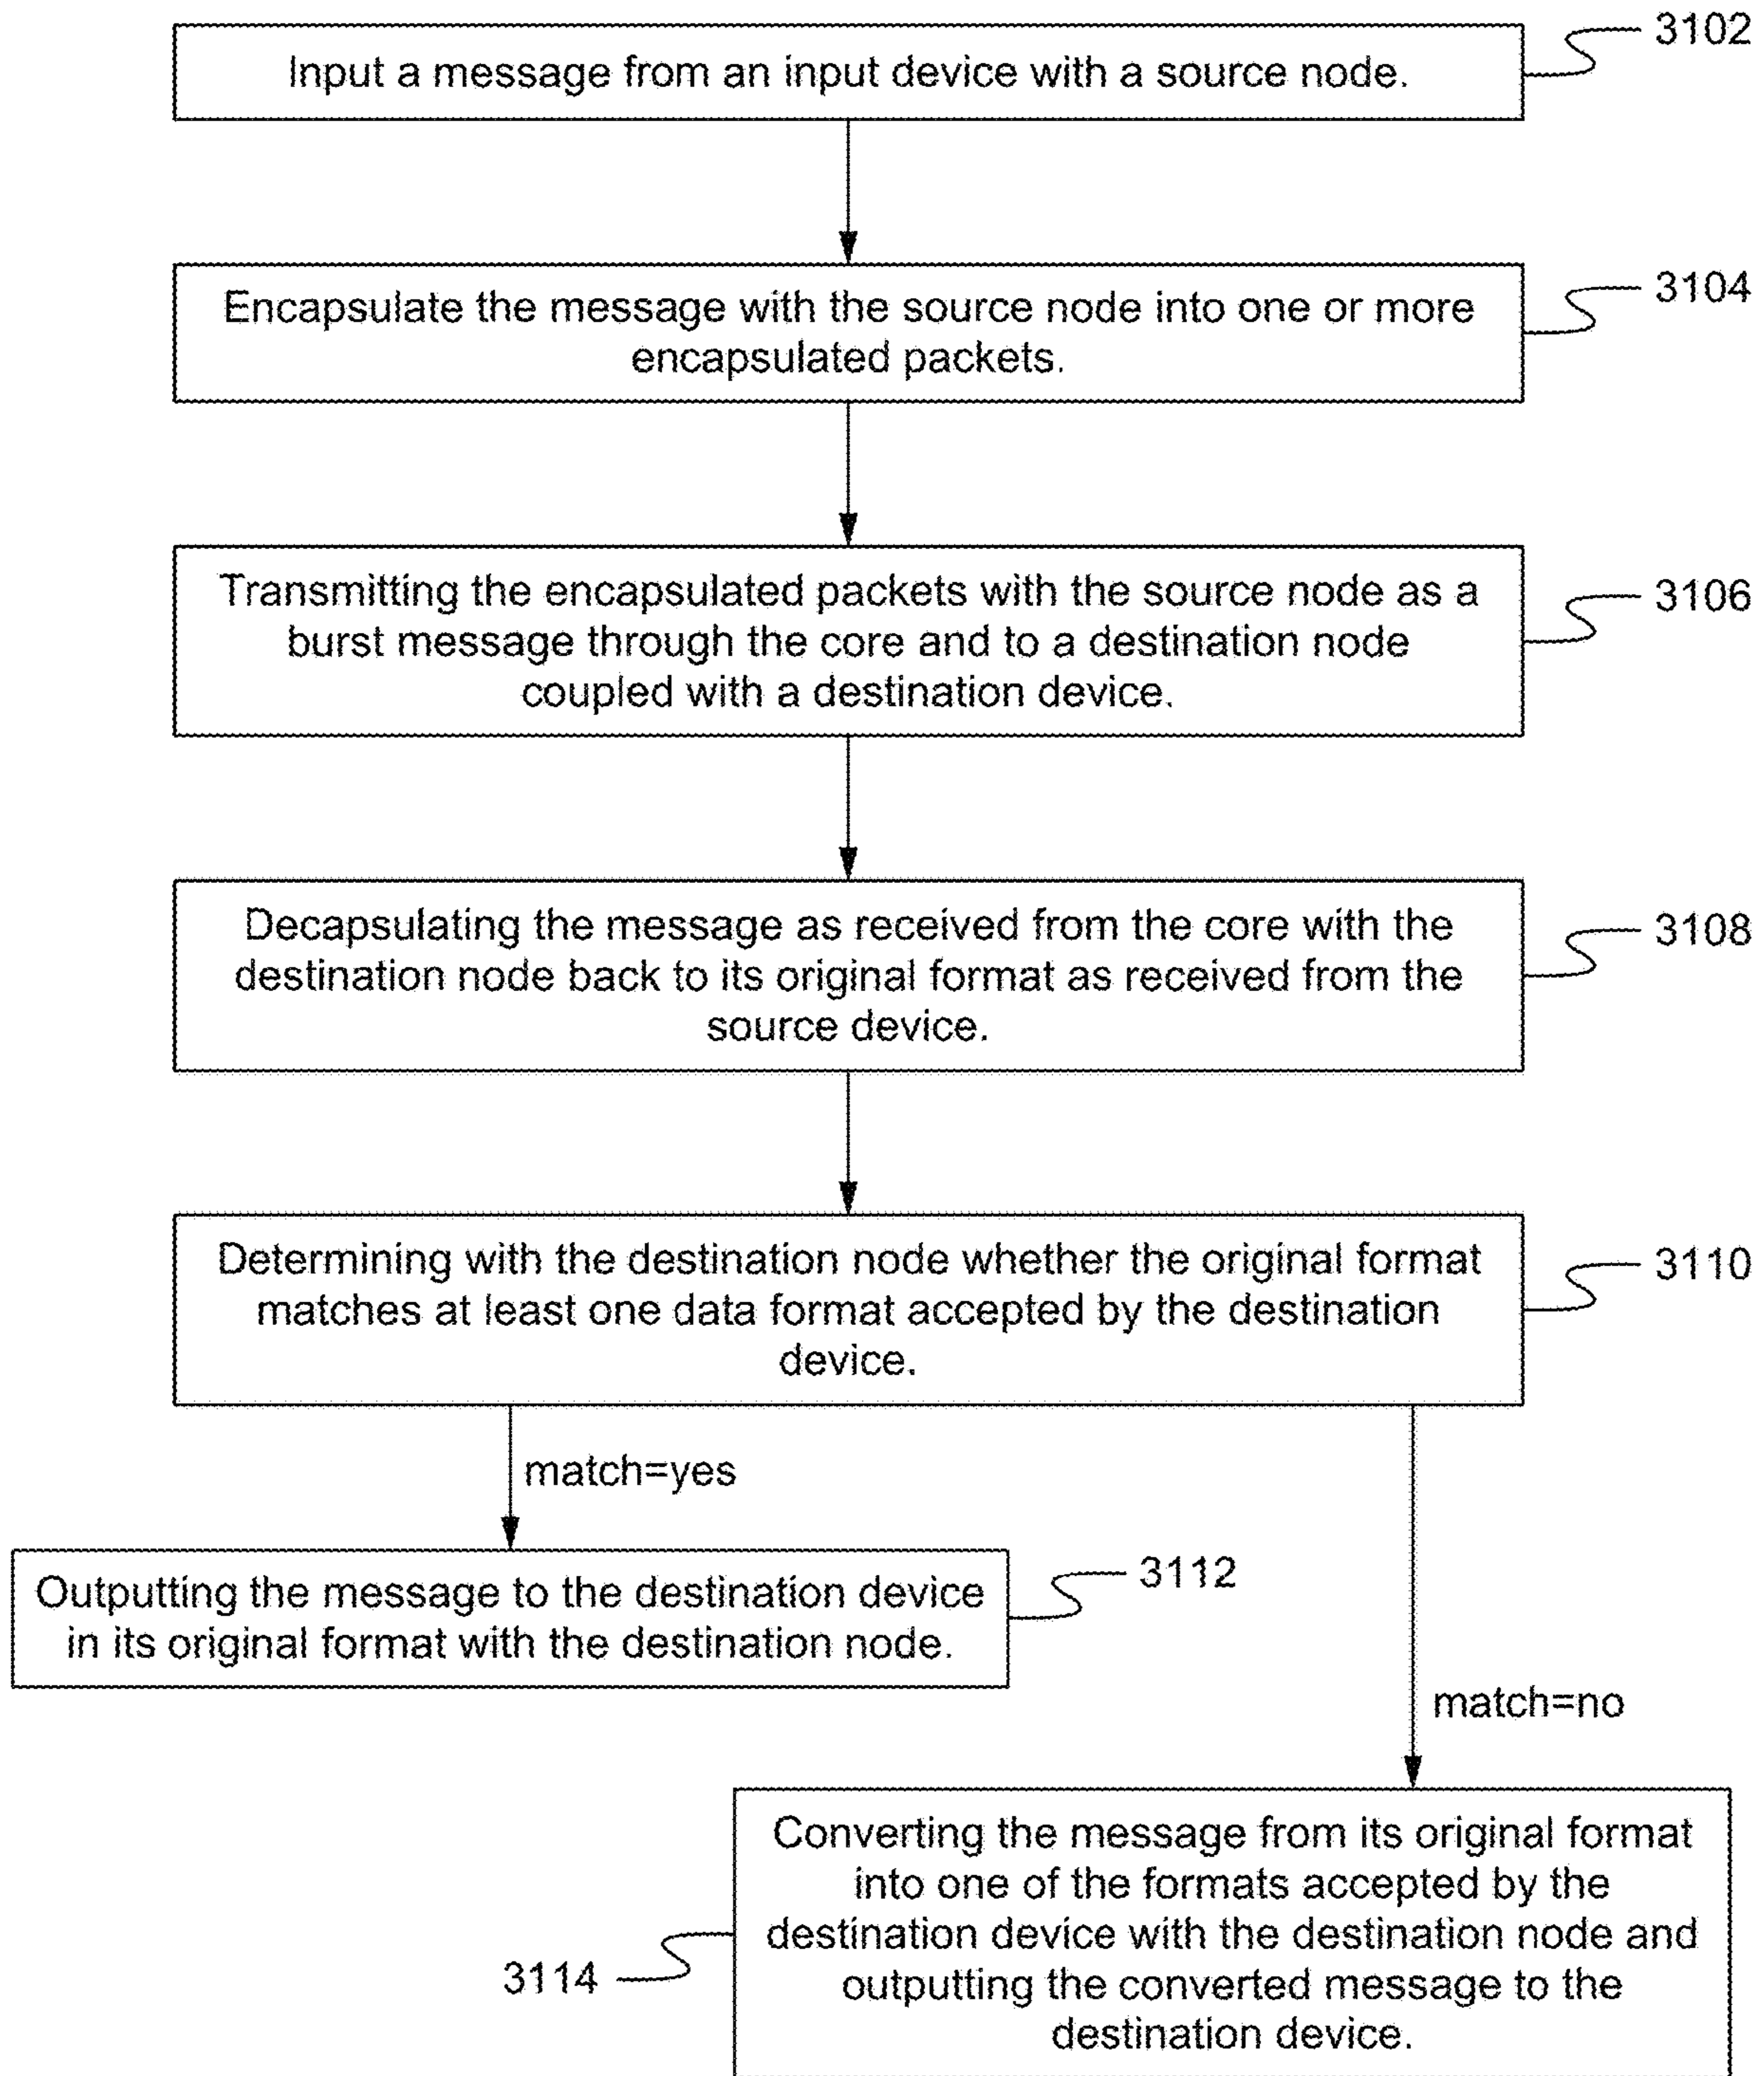 3102
Input a message from an input device with a source node.
3104
Encapsulate the message with the source node into one or more
encapsulated packets.
3106
Transmitting the encapsulated packets with the source node as a
burst message through the core and to a destination node
coupled with a destination device.
3108
Decapsulating the message as received from the core with the
destination node back to its original format as received from the
source device.
3110
Determining with the destination node whether the original format
matches at least one data format accepted by the destination
device.
match=yes
3112
Outputting the message to the destination device
in its original format with the destination node.
match=no
Converting the message from its original format
into one of the formats accepted by the
destination device with the destination node and
outputting the converted message to the
destination device.
3114